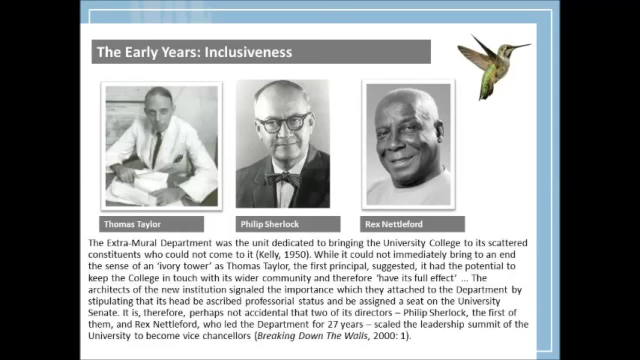 The Early Years: Inclusiveness
Thomas Taylor
Philip Sherlock
Rex Nettleford
The Extra-Mural Department was the unit dedicated to bringing the University College to its scattered
constituents who could not come to it (Kelly, 1950). While it could not immediately bring to an end
the sense of an ‘ivory tower’ as Thomas Taylor, the first principal, suggested, it had the potential to
keep the College in touch with its wider community and therefore ‘have its full effect’ ... The
architects of the new institution signaled the importance which they attached to the Department by
stipulating that its head be ascribed professorial status and be assigned a seat on the University
Senate. It is, therefore, perhaps not accidental that two of its directors – Philip Sherlock, the first of
them, and Rex Nettleford, who led the Department for 27 years – scaled the leadership summit of the
University to become vice chancellors (Breaking Down The Walls, 2000: 1).